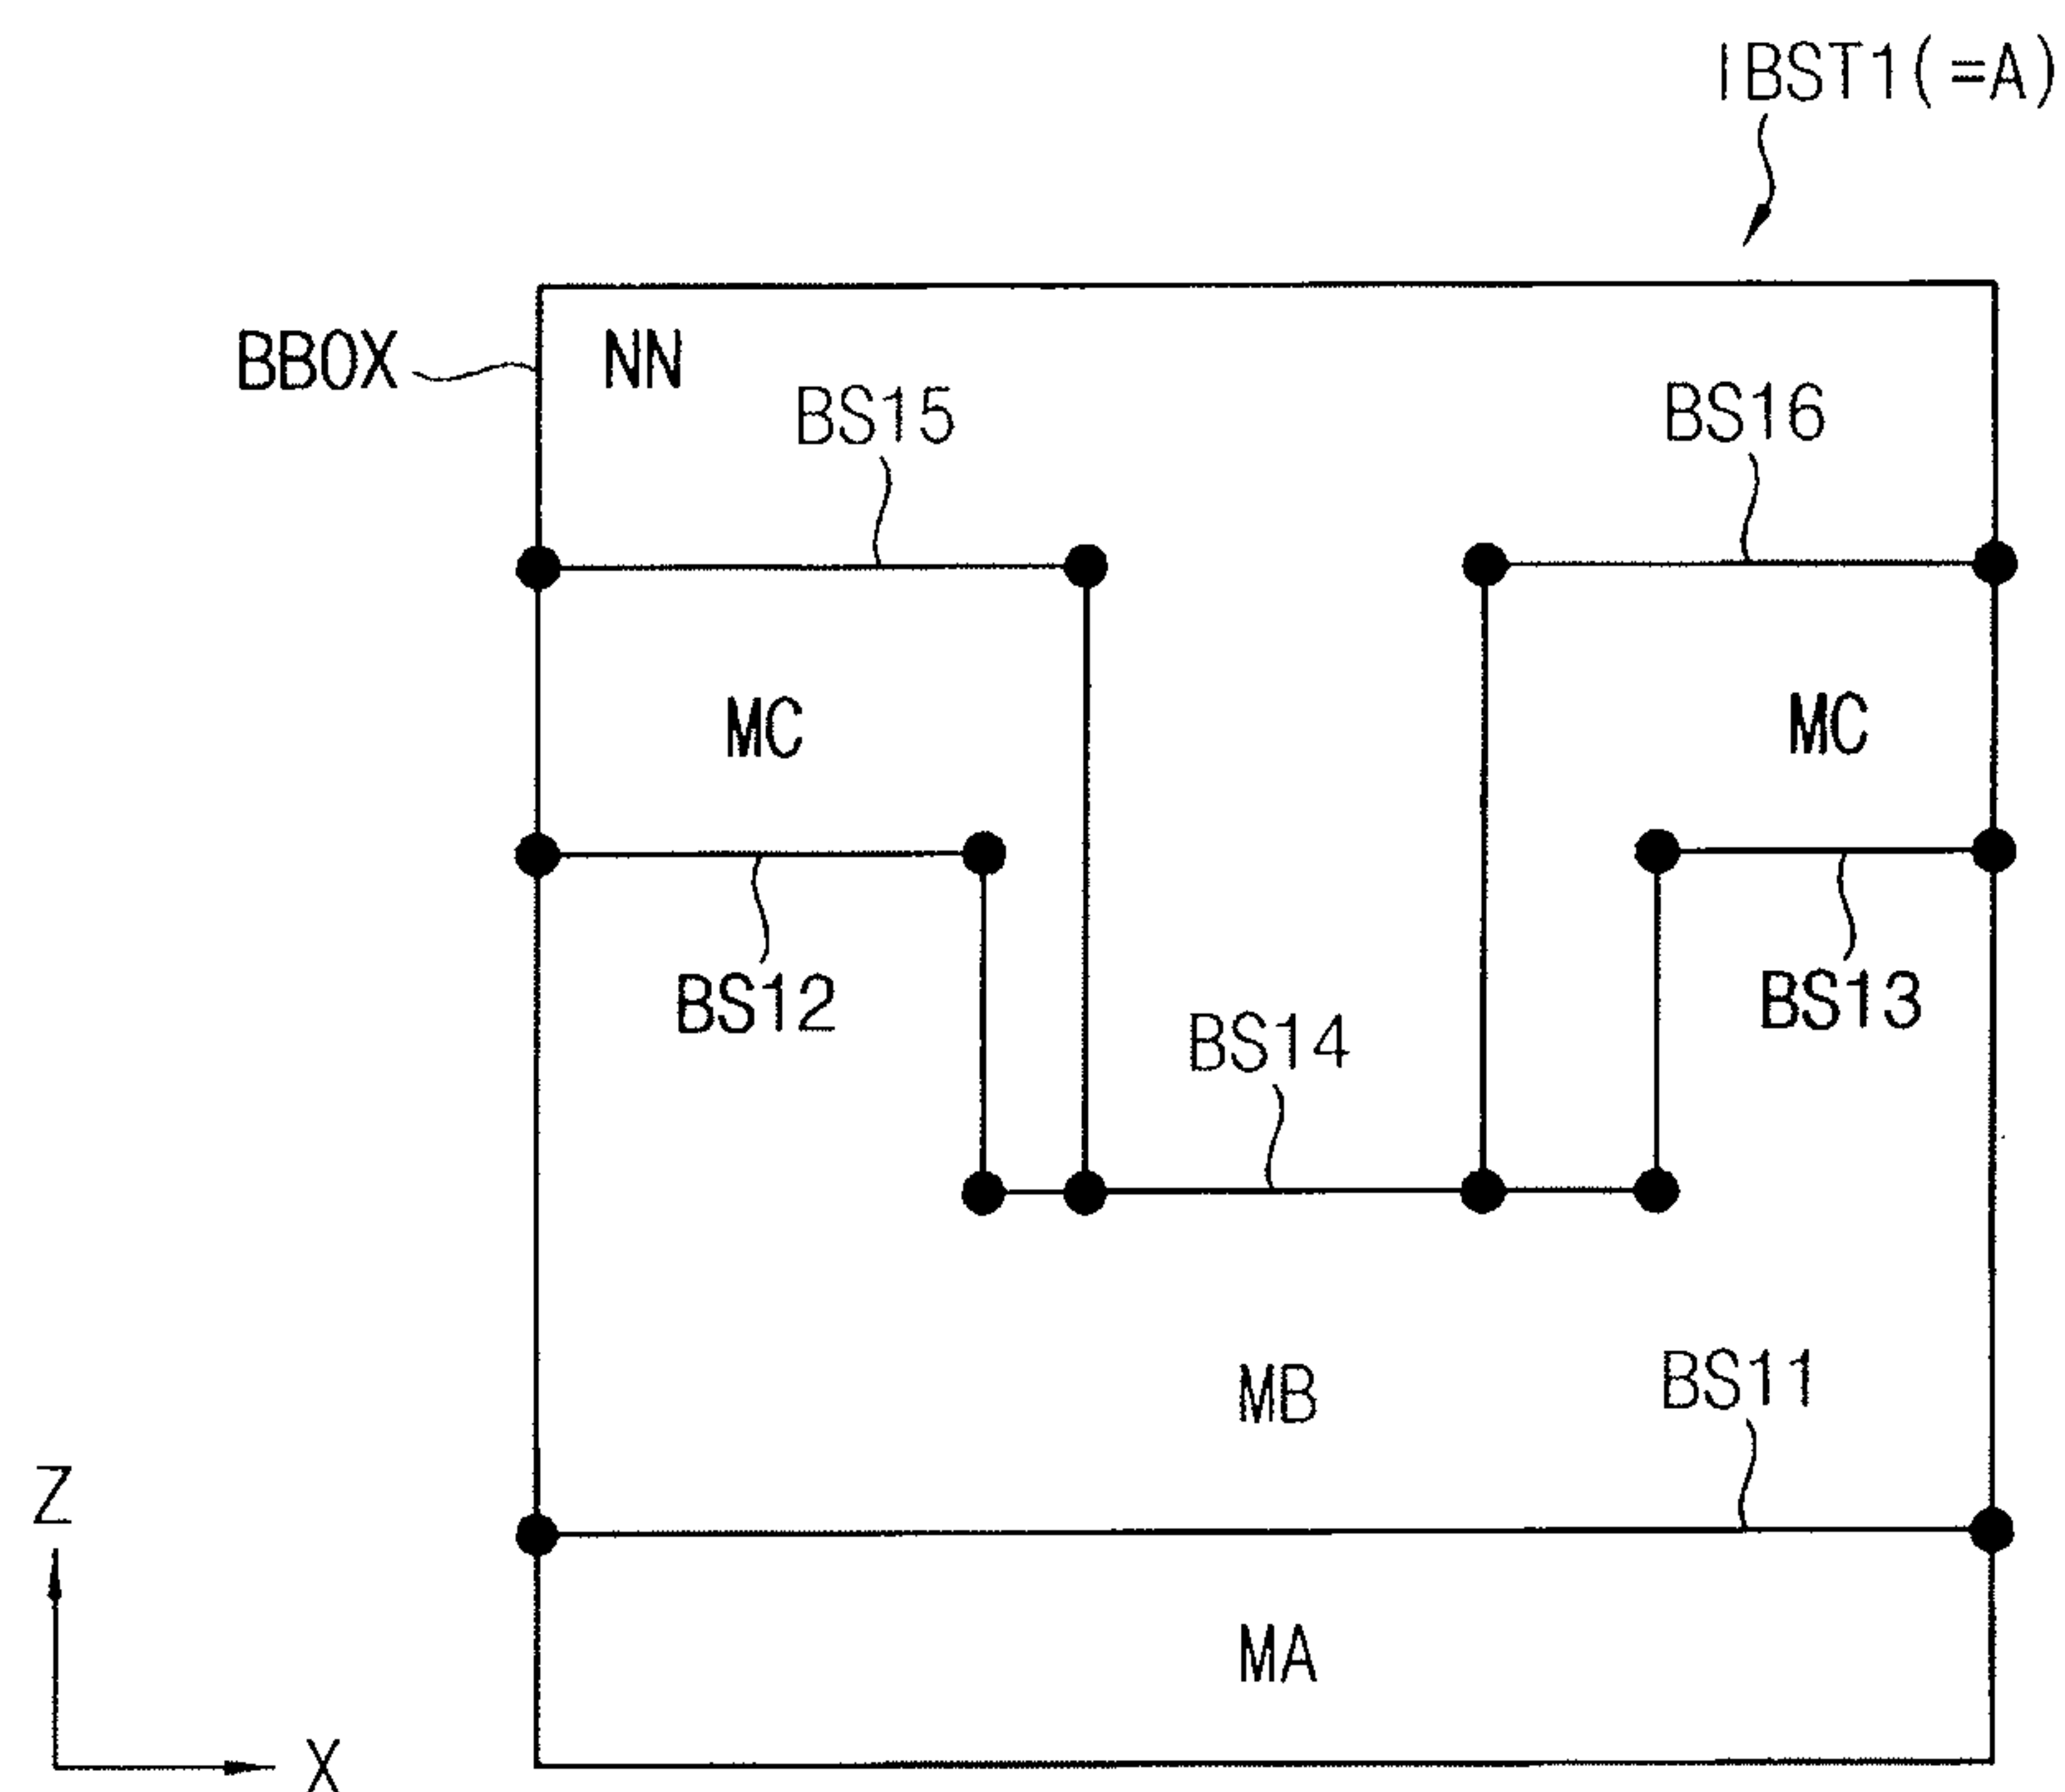 IBST1(=A)
BBOX
NN
BS15
BS16
MC
MC
BS12
BS13
BS14
MB
BS11
Z
MA
X